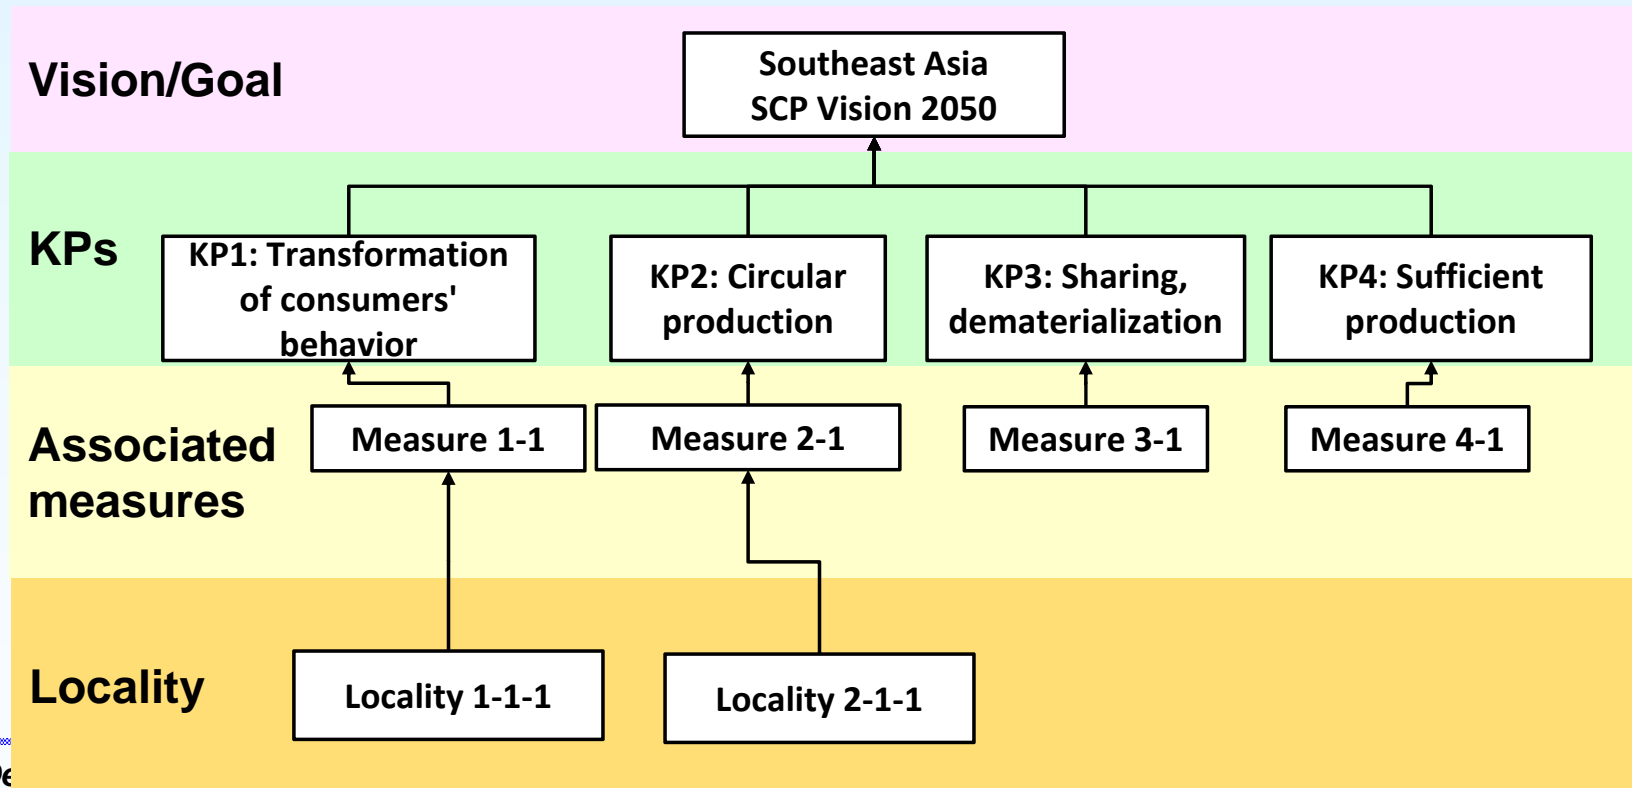 Vision/Goal
Southeast Asia
SCP Vision 2050
KPs
KP1: Transformation
of consumers'
behavior
KP2: Circular
production
KP3: Sharing,
dematerialization
KP4: Sufficient
production
Associated
measures
Measure 1-1
Measure 2-1
Measure 3-1
Measure 4-1
Locality
Locality 1-1-1
Locality 2-1-1